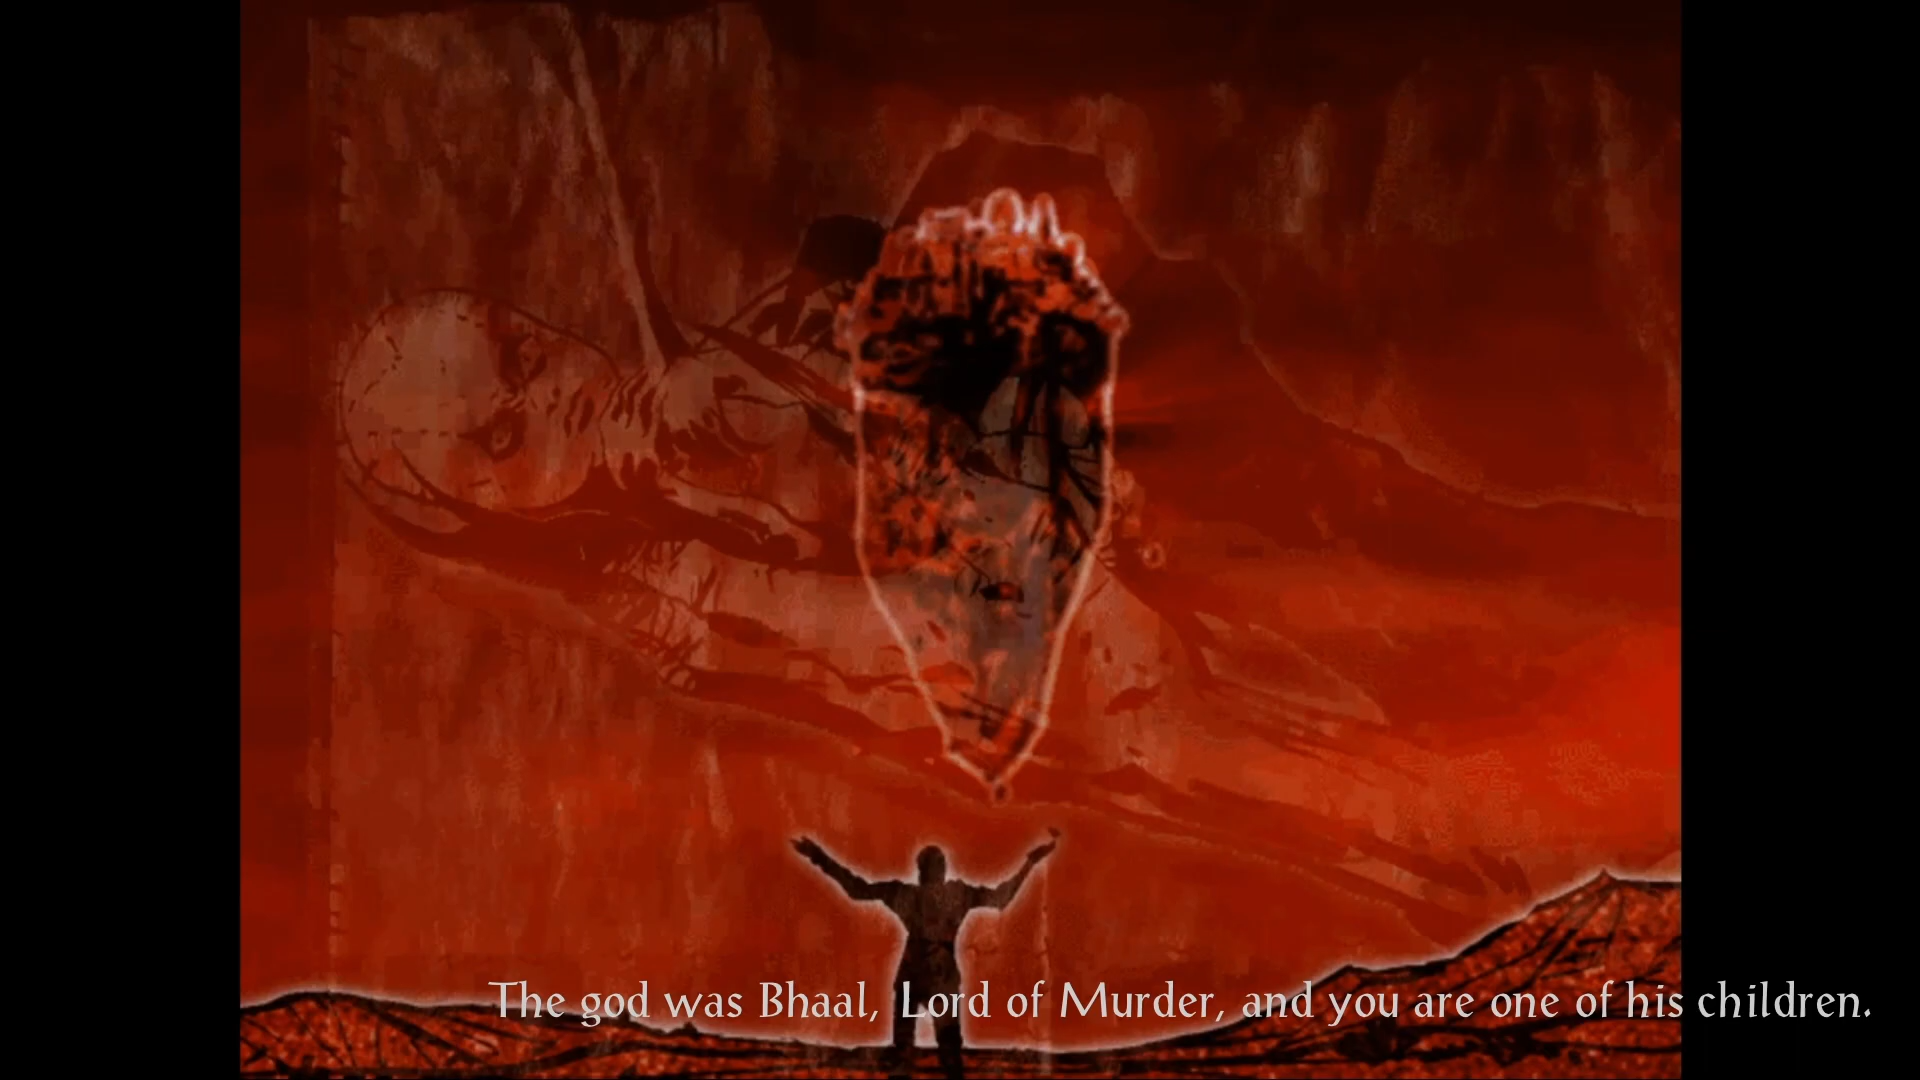 The god was Bhaal, Lord of Murder, and you are one of his children.